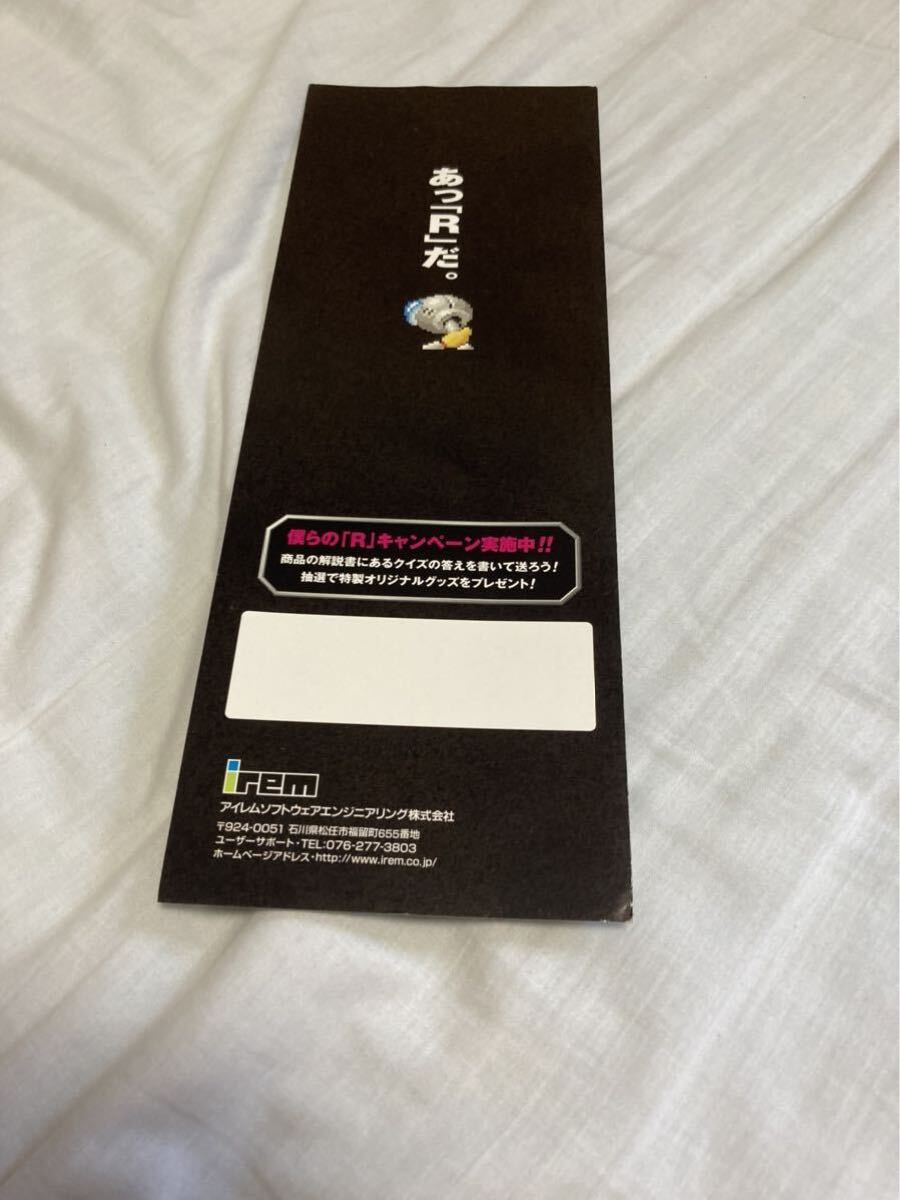 あっ「R」だ。
僕らの「R」キャンペーン実施中!!
商品の解説書にあるクイズの答えを書いて送ろう!
抽選で特製オリジナルグッズをプレゼント!
irem
アイレムソフトウェアエンジニアリング株式会社
〒924-0051 石川県松任市福留町655番地
ユーザーサポート・TEL:076-277-3803
ホームページアドレス・http://www.irem.co.jp/